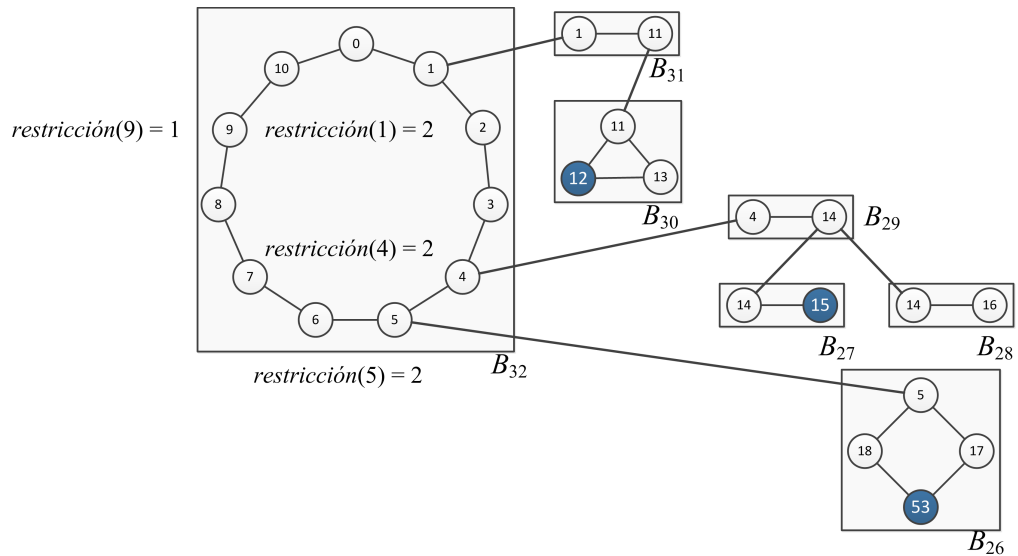 0
1
2
3
4
5
6
7
8
9
10
restricción(9) = 1
restricción(1) = 2
restricción(4) = 2
restricción(5) = 2
B32
1
11
B31
11
12
13
B30
4
14
B29
14
15
B27
14
16
B28
5
18
17
53
B26